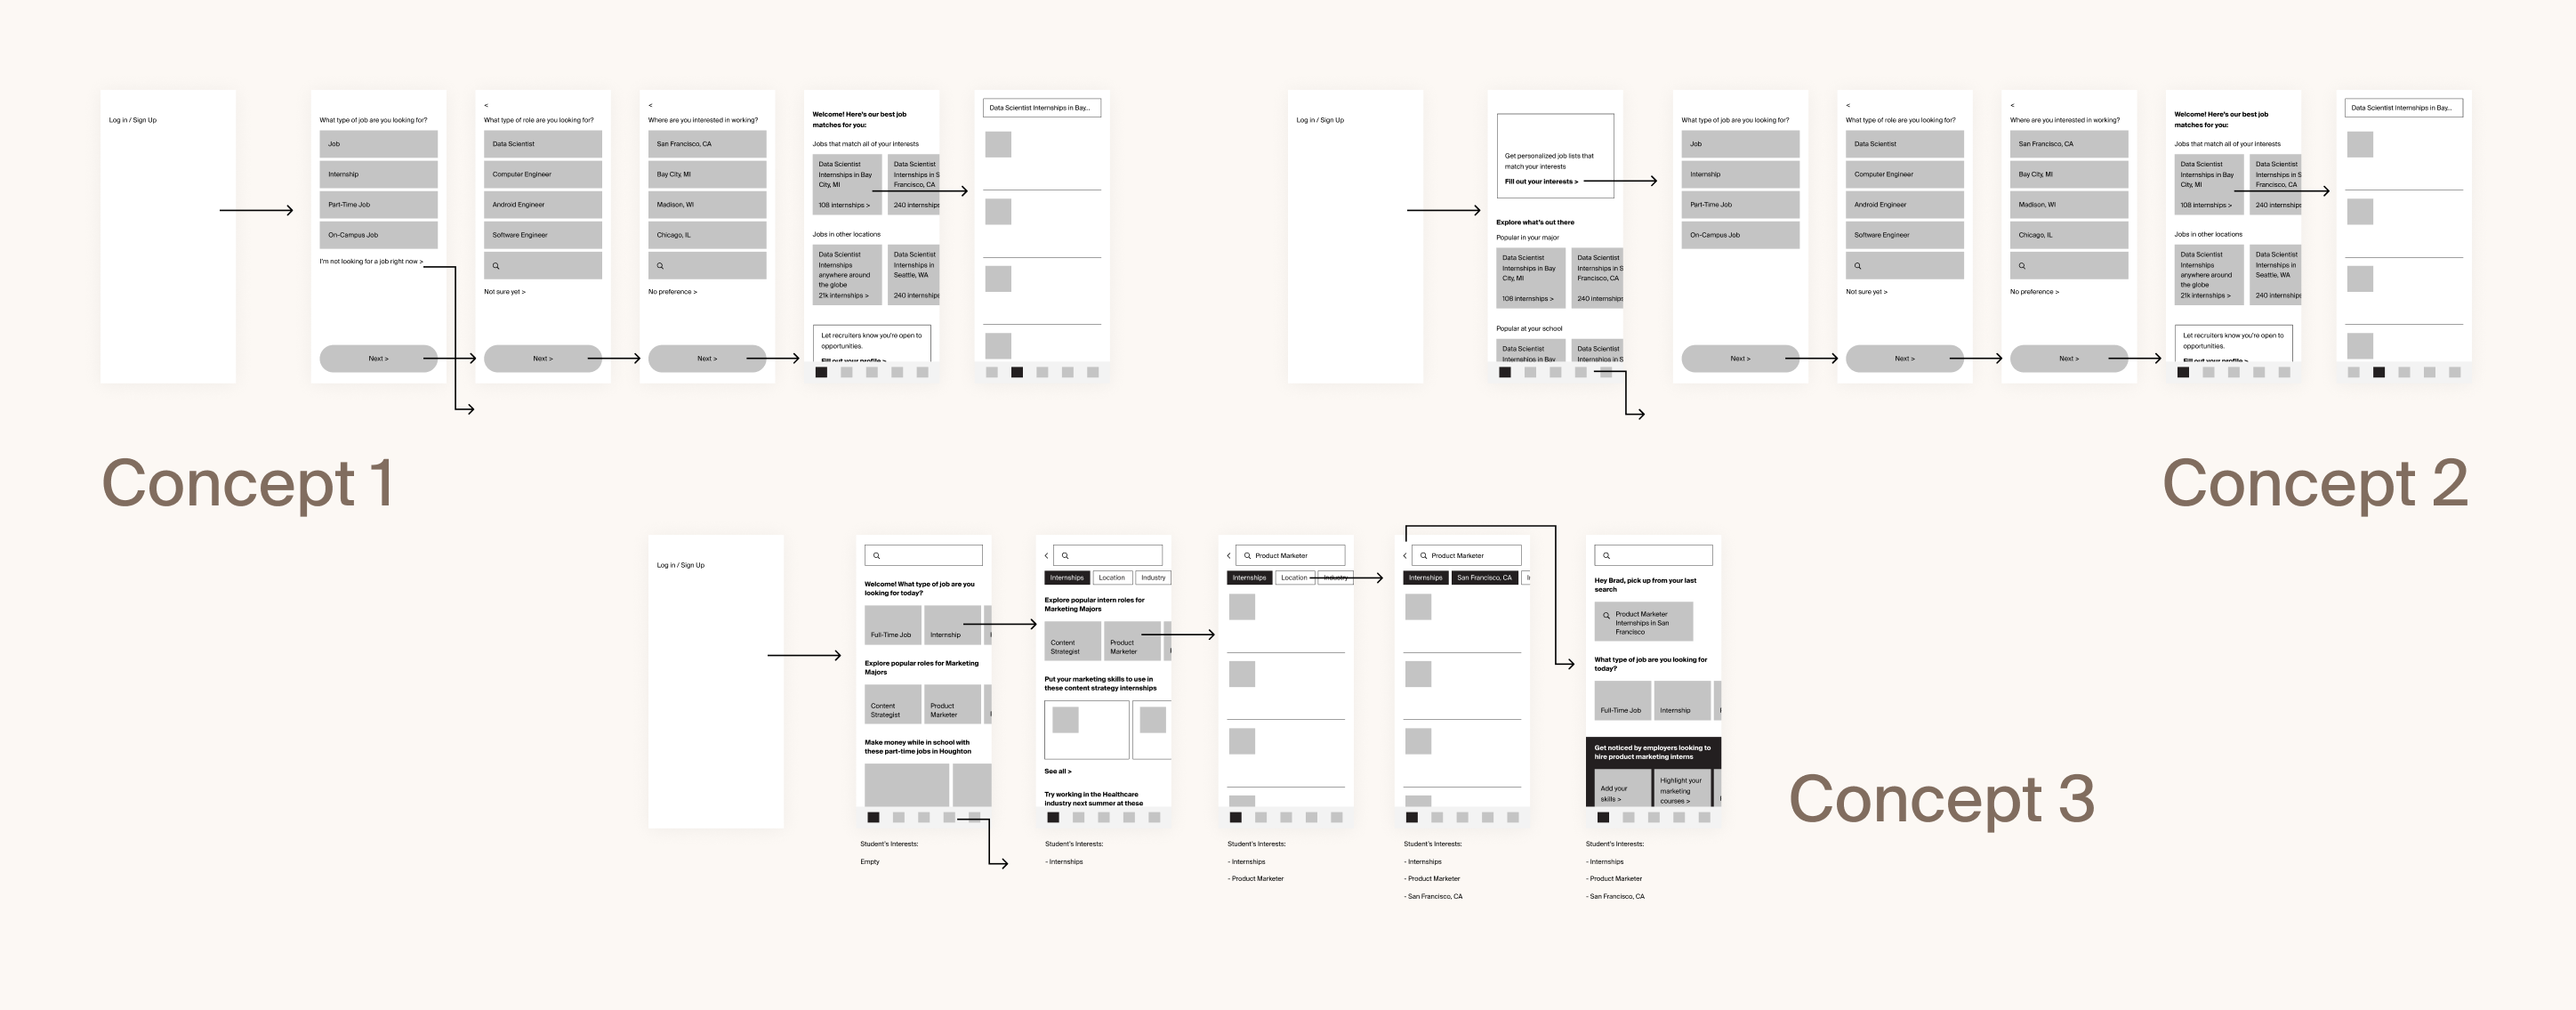 Log in / Sign Up
What type of job are you looking for?
Job
Internship
Part-Time Job
On-Campus Job
I'm not looking for a job right now >
Next >
<
What type of role are you looking for?
Data Scientist
Computer Engineer
Android Engineer
Software Engineer
Not sure yet >
Next >
<
Where are you interested in working?
San Francisco, CA
Bay City, MI
Madison, WI
Chicago, IL
No preference >
Next >
Welcome! Here's our best job
matches for you:
Jobs that match all of your interests
Data Scientist
Internships in Bay
City, MI
108 internships >
Data Scientist
Internships in S
Francisco, CA
240 internships
Jobs in other locations
Data Scientist
Internships
anywhere around
the globe
21k internships >
Data Scientist
Internships in
Seattle, WA
240 internships
Let recruiters know you're open to
opportunities.
Fill out your profile >
Data Scientist Internships in Bay...
Concept 1
Log in / Sign Up
Get personalized job lists that
match your interests
Fill out your interests >
Explore what's out there
Popular in your major
Data Scientist
Internships in Bay
City, MI
108 internships >
Data Scientist
Internships in S
Francisco, CA
240 internships
Popular at your school
Data Scientist
Internships in Bay
Data Scientist
Internships in S
What type of job are you looking for?
Job
Internship
Part-Time Job
On-Campus Job
Next >
<
What type of role are you looking for?
Data Scientist
Computer Engineer
Android Engineer
Software Engineer
Not sure yet >
Next >
<
Where are you interested in working?
San Francisco, CA
Bay City, MI
Madison, WI
Chicago, IL
No preference >
Next >
Welcome! Here's our best job
matches for you:
Jobs that match all of your interests
Data Scientist
Internships in Bay
City, MI
108 internships >
Data Scientist
Internships in S
Francisco, CA
240 internships
Jobs in other locations
Data Scientist
Internships
anywhere around
the globe
21k internships >
Data Scientist
Internships in
Seattle, WA
240 internships
Let recruiters know you're open to
opportunities.
Fill out your profile >
Data Scientist Internships in Bay...
Concept 2
Log in / Sign Up
Welcome! What type of job are you
looking for today?
Full-Time Job
Internship
Explore popular roles for Marketing
Majors
Content
Strategist
Product
Marketer
Make money while in school with
these part-time jobs in Houghton
Student's Interests:
Empty
<
Internships
Location
Industry
Explore popular intern roles for
Marketing Majors
Content
Strategist
Product
Marketer
Put your marketing skills to use in
these content strategy internships
See all >
Try working in the Healthcare
industry next summer at these
Student's Interests:
- Internships
<
Product Marketer
Internships
Location
Industry
Student's Interests:
- Internships
- Product Marketer
<
Product Marketer
Internships
San Francisco, CA
Student's Interests:
- Internships
- Product Marketer
- San Francisco, CA
Hey Brad, pick up from your last
search
Product Marketer
Internships in San
Francisco
What type of job are you looking for
today?
Full-Time Job
Internship
Get noticed by employers looking to
hire product marketing interns
Add your
skills >
Highlight your
marketing
courses >
Student's Interests:
- Internships
- Product Marketer
- San Francisco, CA
Concept 3